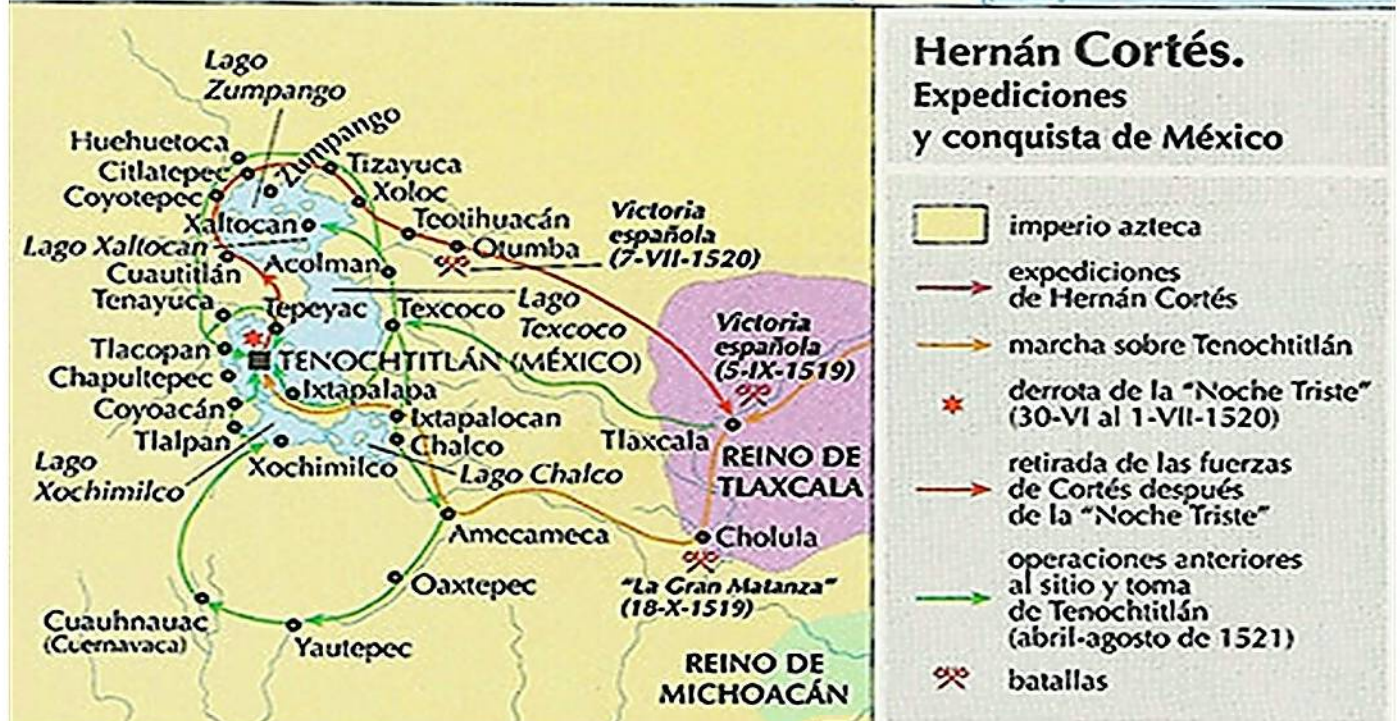 Lago
Zumpango
Huehuetoca
Zumpango
Citlatepec
Tizayuca
Coyotepec
Xoloc
Xaltocan
Teotihuacán
Otumba
Victoria
española
(7-VII-1520)
Lago Xaltocan
Cuautitlán
Acolman
Tenayuca
Tepeyac
Texcoco
Lago
Texcoco
Victoria
española
(5-IX-1519)
Tlacopan
TENOCHTITLÁN (MÉXICO)
Chapultepec
Ixtapalapa
Coyoacán
Ixtapalocan
Tlalpan
Chalco
Tlaxcala
REINO DE
TLAXCALA
Lago
Xochimilco
Xochimilco
Lago Chalco
Amecameca
Cholula
Oaxtepec
"La Gran Matanza"
(18-X-1519)
Cuauhnauac
(Cuernavaca)
Yautepec
REINO DE
MICHOACÁN
Hernán Cortés.
Expediciones
y conquista de México
imperio azteca
expediciones
de Hernán Cortés
marcha sobre Tenochtitlán
derrota de la "Noche Triste"
(30-VI al 1-VII-1520)
retirada de las fuerzas
de Cortés después
de la "Noche Triste"
operaciones anteriores
al sitio y toma
de Tenochtitlán
(abril-agosto de 1521)
batallas